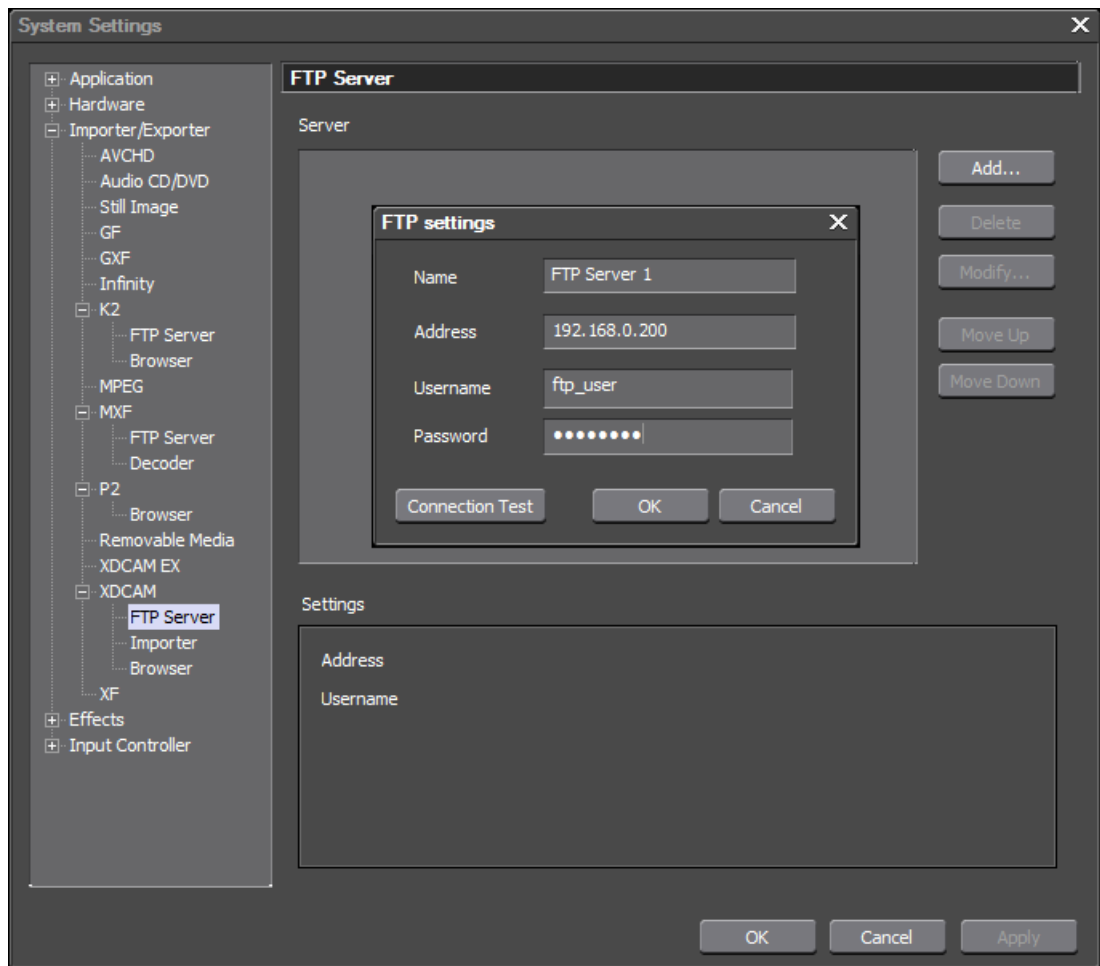 System Settings
Application
Hardware
Importer/Exporter
AVCHD
Audio CD/DVD
Still Image
GF
GXF
Infinity
K2
FTP Server
Browser
MPEG
MXF
FTP Server
Decoder
P2
Browser
Removable Media
XDCAM EX
XDCAM
FTP Server
Importer
Browser
XF
Effects
Input Controller
FTP Server
Server
FTP settings
Name FTP Server 1
Address 192.168.0.200
Username ftp_user
Password ●●●●●●●●
Connection Test OK Cancel
Add...
Delete
Modify...
Move Up
Move Down
Settings
Address
Username
OK Cancel Apply